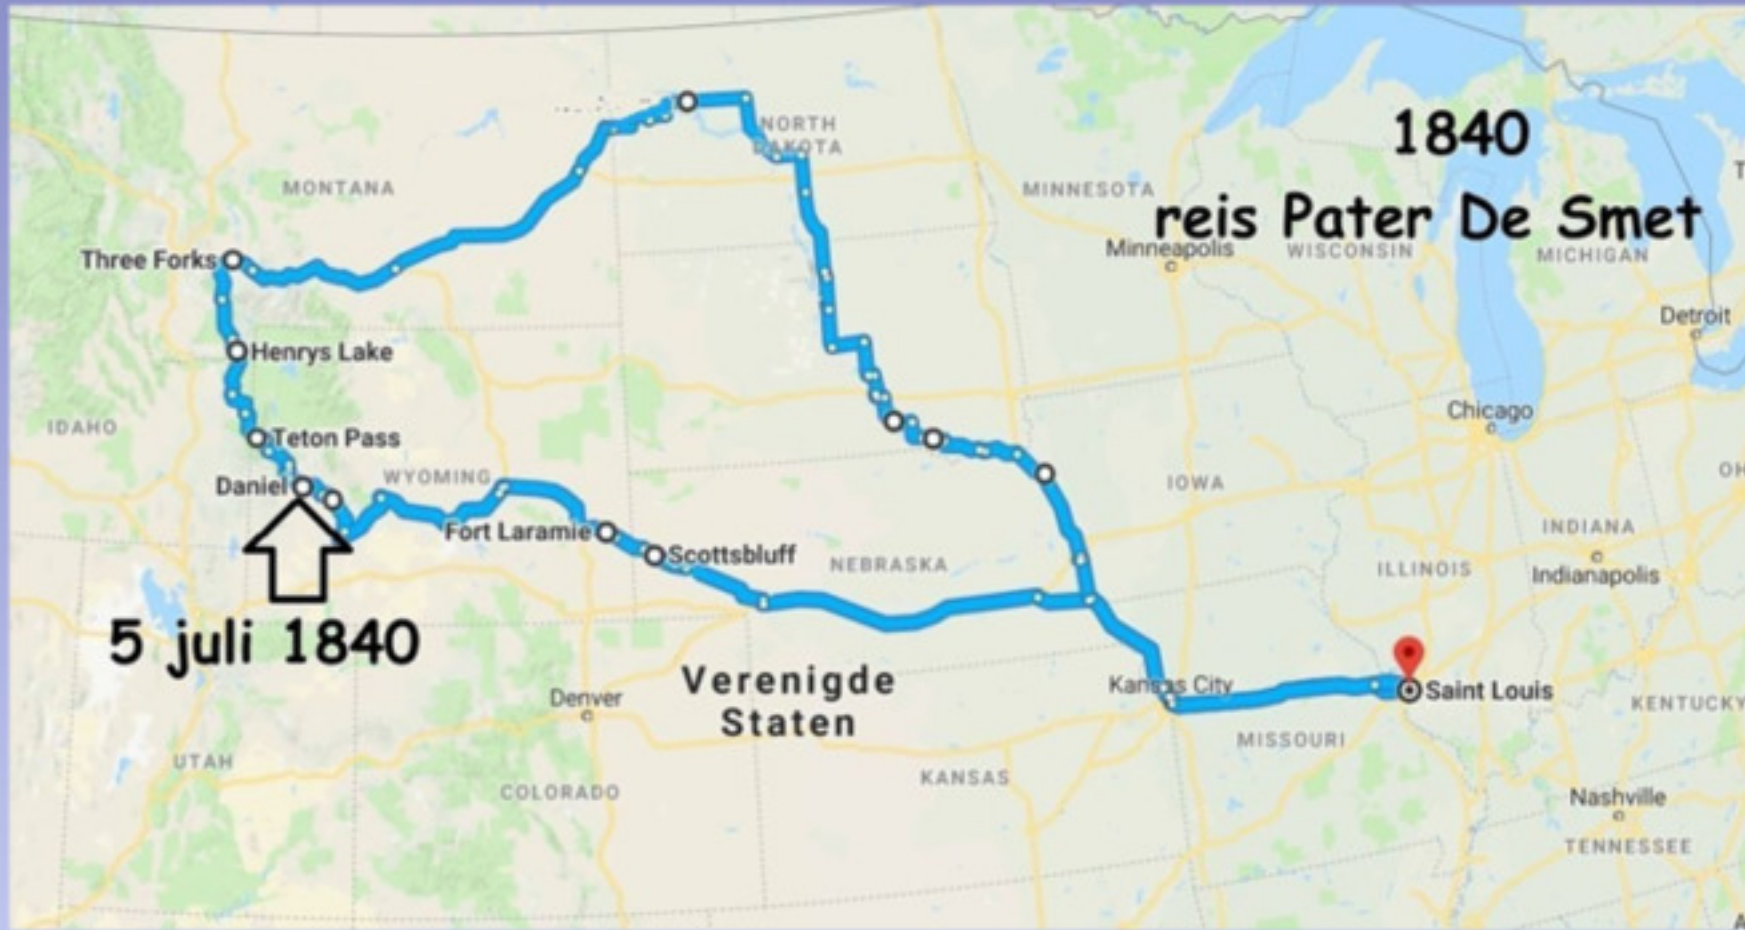 1840
reis Pater De Smet
NORTH
DAKOTA
MONTANA
MINNESOTA
Minneapolis
WISCONSIN
MICHIGAN
Three Forks
Detroit
Henrys Lake
Chicago
IDAHO
Teton Pass
WYOMING
Daniel
IOWA
Fort Laramie
Scottsbluff
NEBRASKA
INDIANA
ILLINOIS
Indianapolis
5 juli 1840
Verenigde
Staten
Denver
Kansas City
Saint Louis
KENTUCKY
MISSOURI
UTAH
KANSAS
COLORADO
Nashville
TENNESSEE
OH